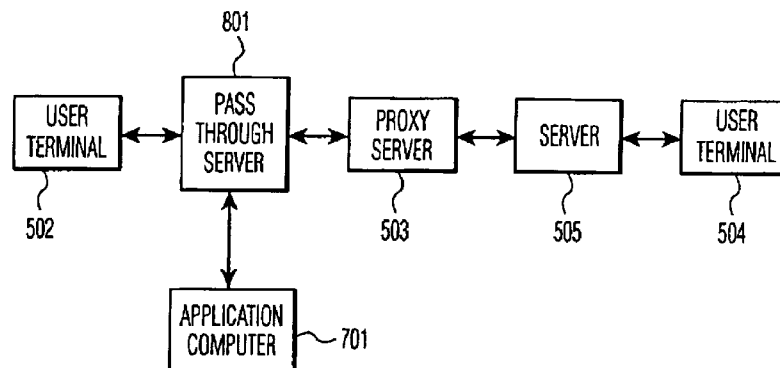 801
USER
TERMINAL
502
PASS
THROUGH
SERVER
PROXY
SERVER
503
SERVER
505
USER
TERMINAL
504
APPLICATION
COMPUTER
701